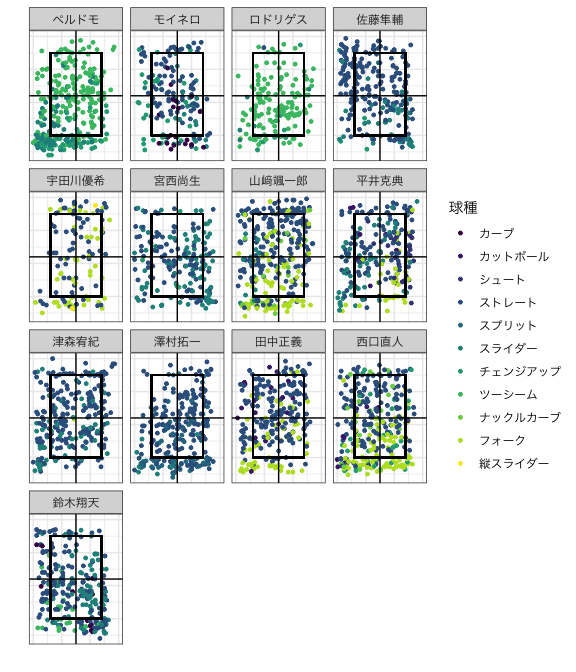 ペルドモ
モイネロ
ロドリゲス
佐藤隼輔
宇田川優希
宮西尚生
山﨑颯一郎
平井克典
津森宥紀
澤村拓一
田中正義
西口直人
鈴木翔天
球種
カーブ
カットボール
シュート
ストレート
スプリット
スライダー
チェンジアップ
ツーシーム
ナックルカーブ
フォーク
縦スライダー